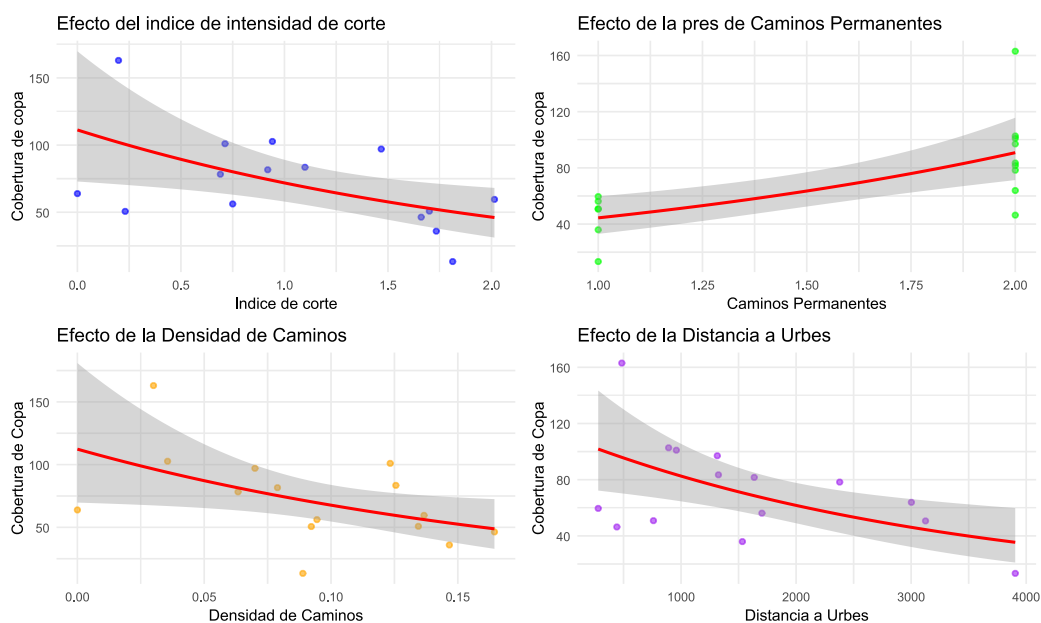 Efecto del indice de intensidad de corte
Cobertura de copa
150
100
50
0.0 0.5 1.0 1.5 2.0
Indice de corte
Efecto de la pres de Caminos Permanentes
Cobertura de copa
160
120
80
40
1.00 1.25 1.50 1.75 2.00
Caminos Permanentes
Efecto de la Densidad de Caminos
Cobertura de Copa
150
100
50
0.00 0.05 0.10 0.15
Densidad de Caminos
Efecto de la Distancia a Urbes
Cobertura de Copa
160
120
80
40
1000 2000 3000 4000
Distancia a Urbes